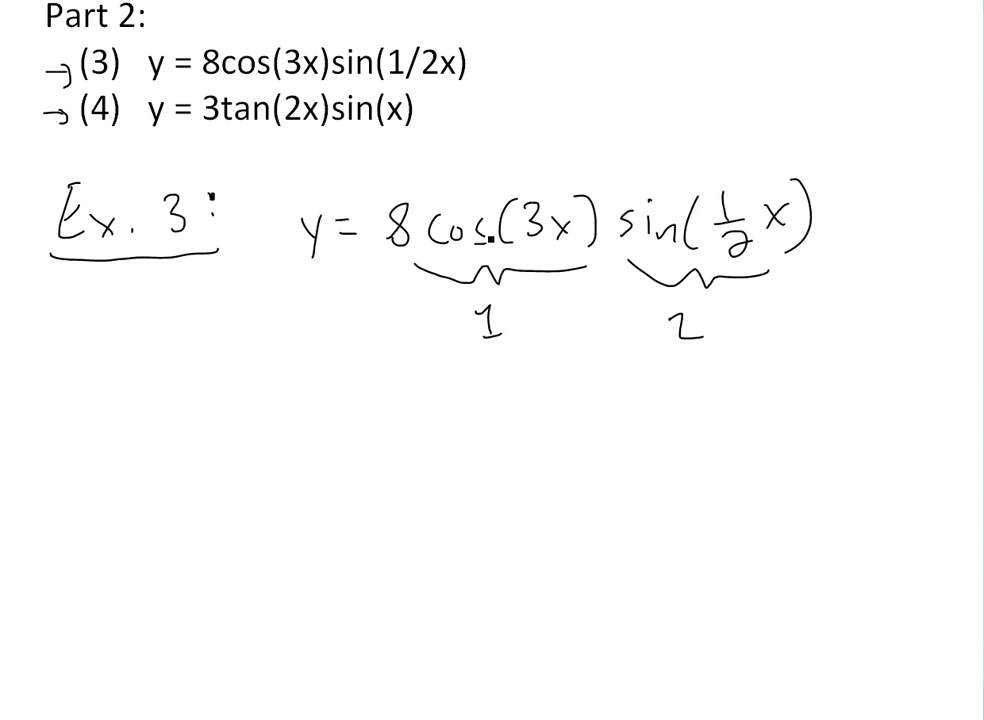 Part 2:
→ (3) y = 8cos(3x)sin(1/2x)
→ (4) y = 3tan(2x)sin(x)
Ex. 3: y = 8 cos.(3x) sin(½x)
1 2